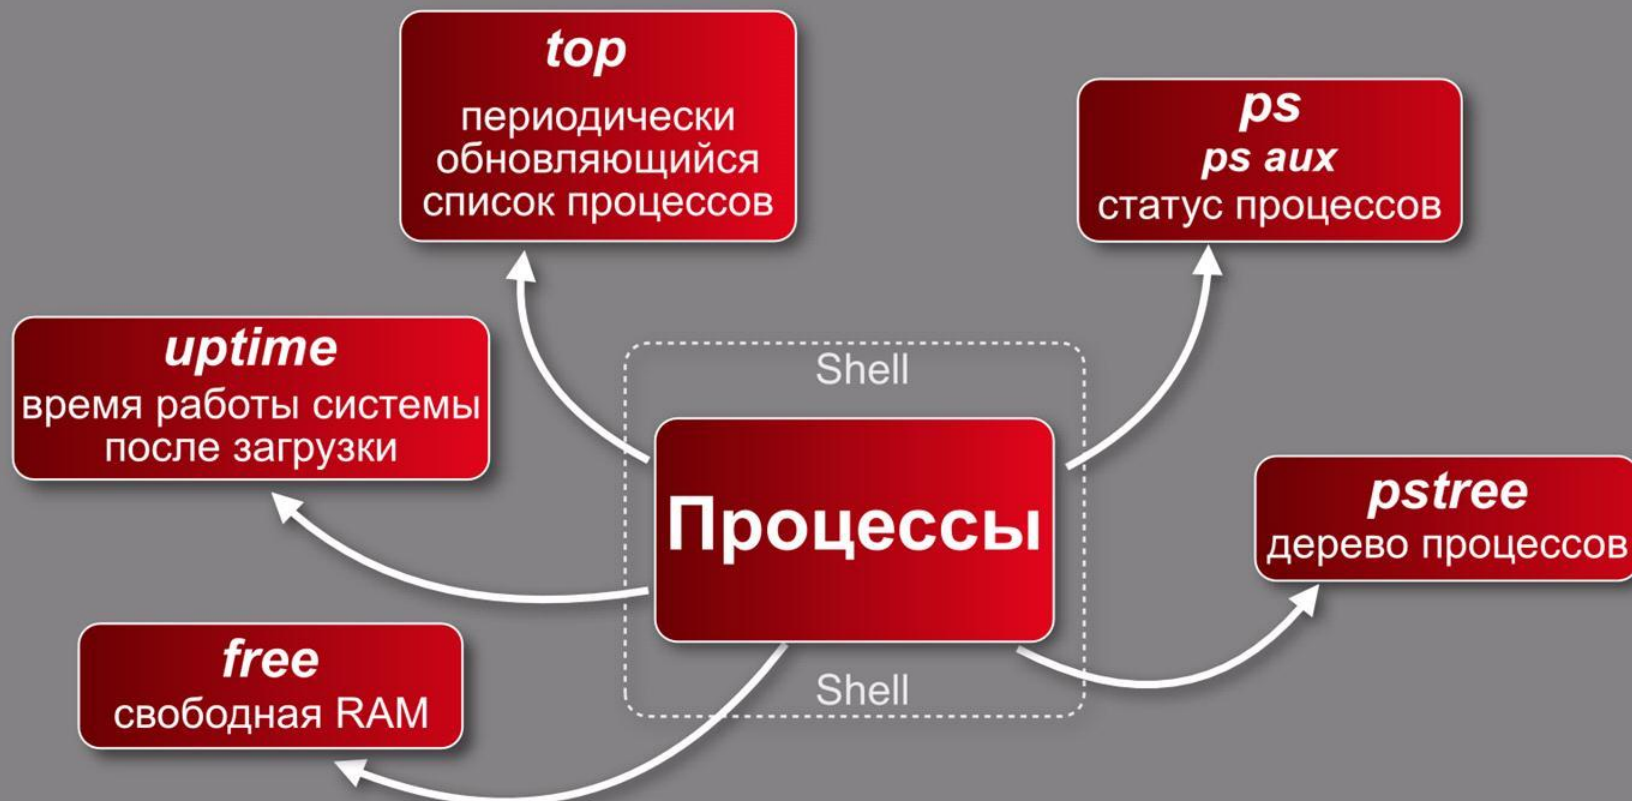 top
периодически
обновляющийся
список процессов
ps
ps aux
статус процессов
uptime
время работы системы
после загрузки
Shell
Процессы
pstree
дерево процессов
free
свободная RAM
Shell